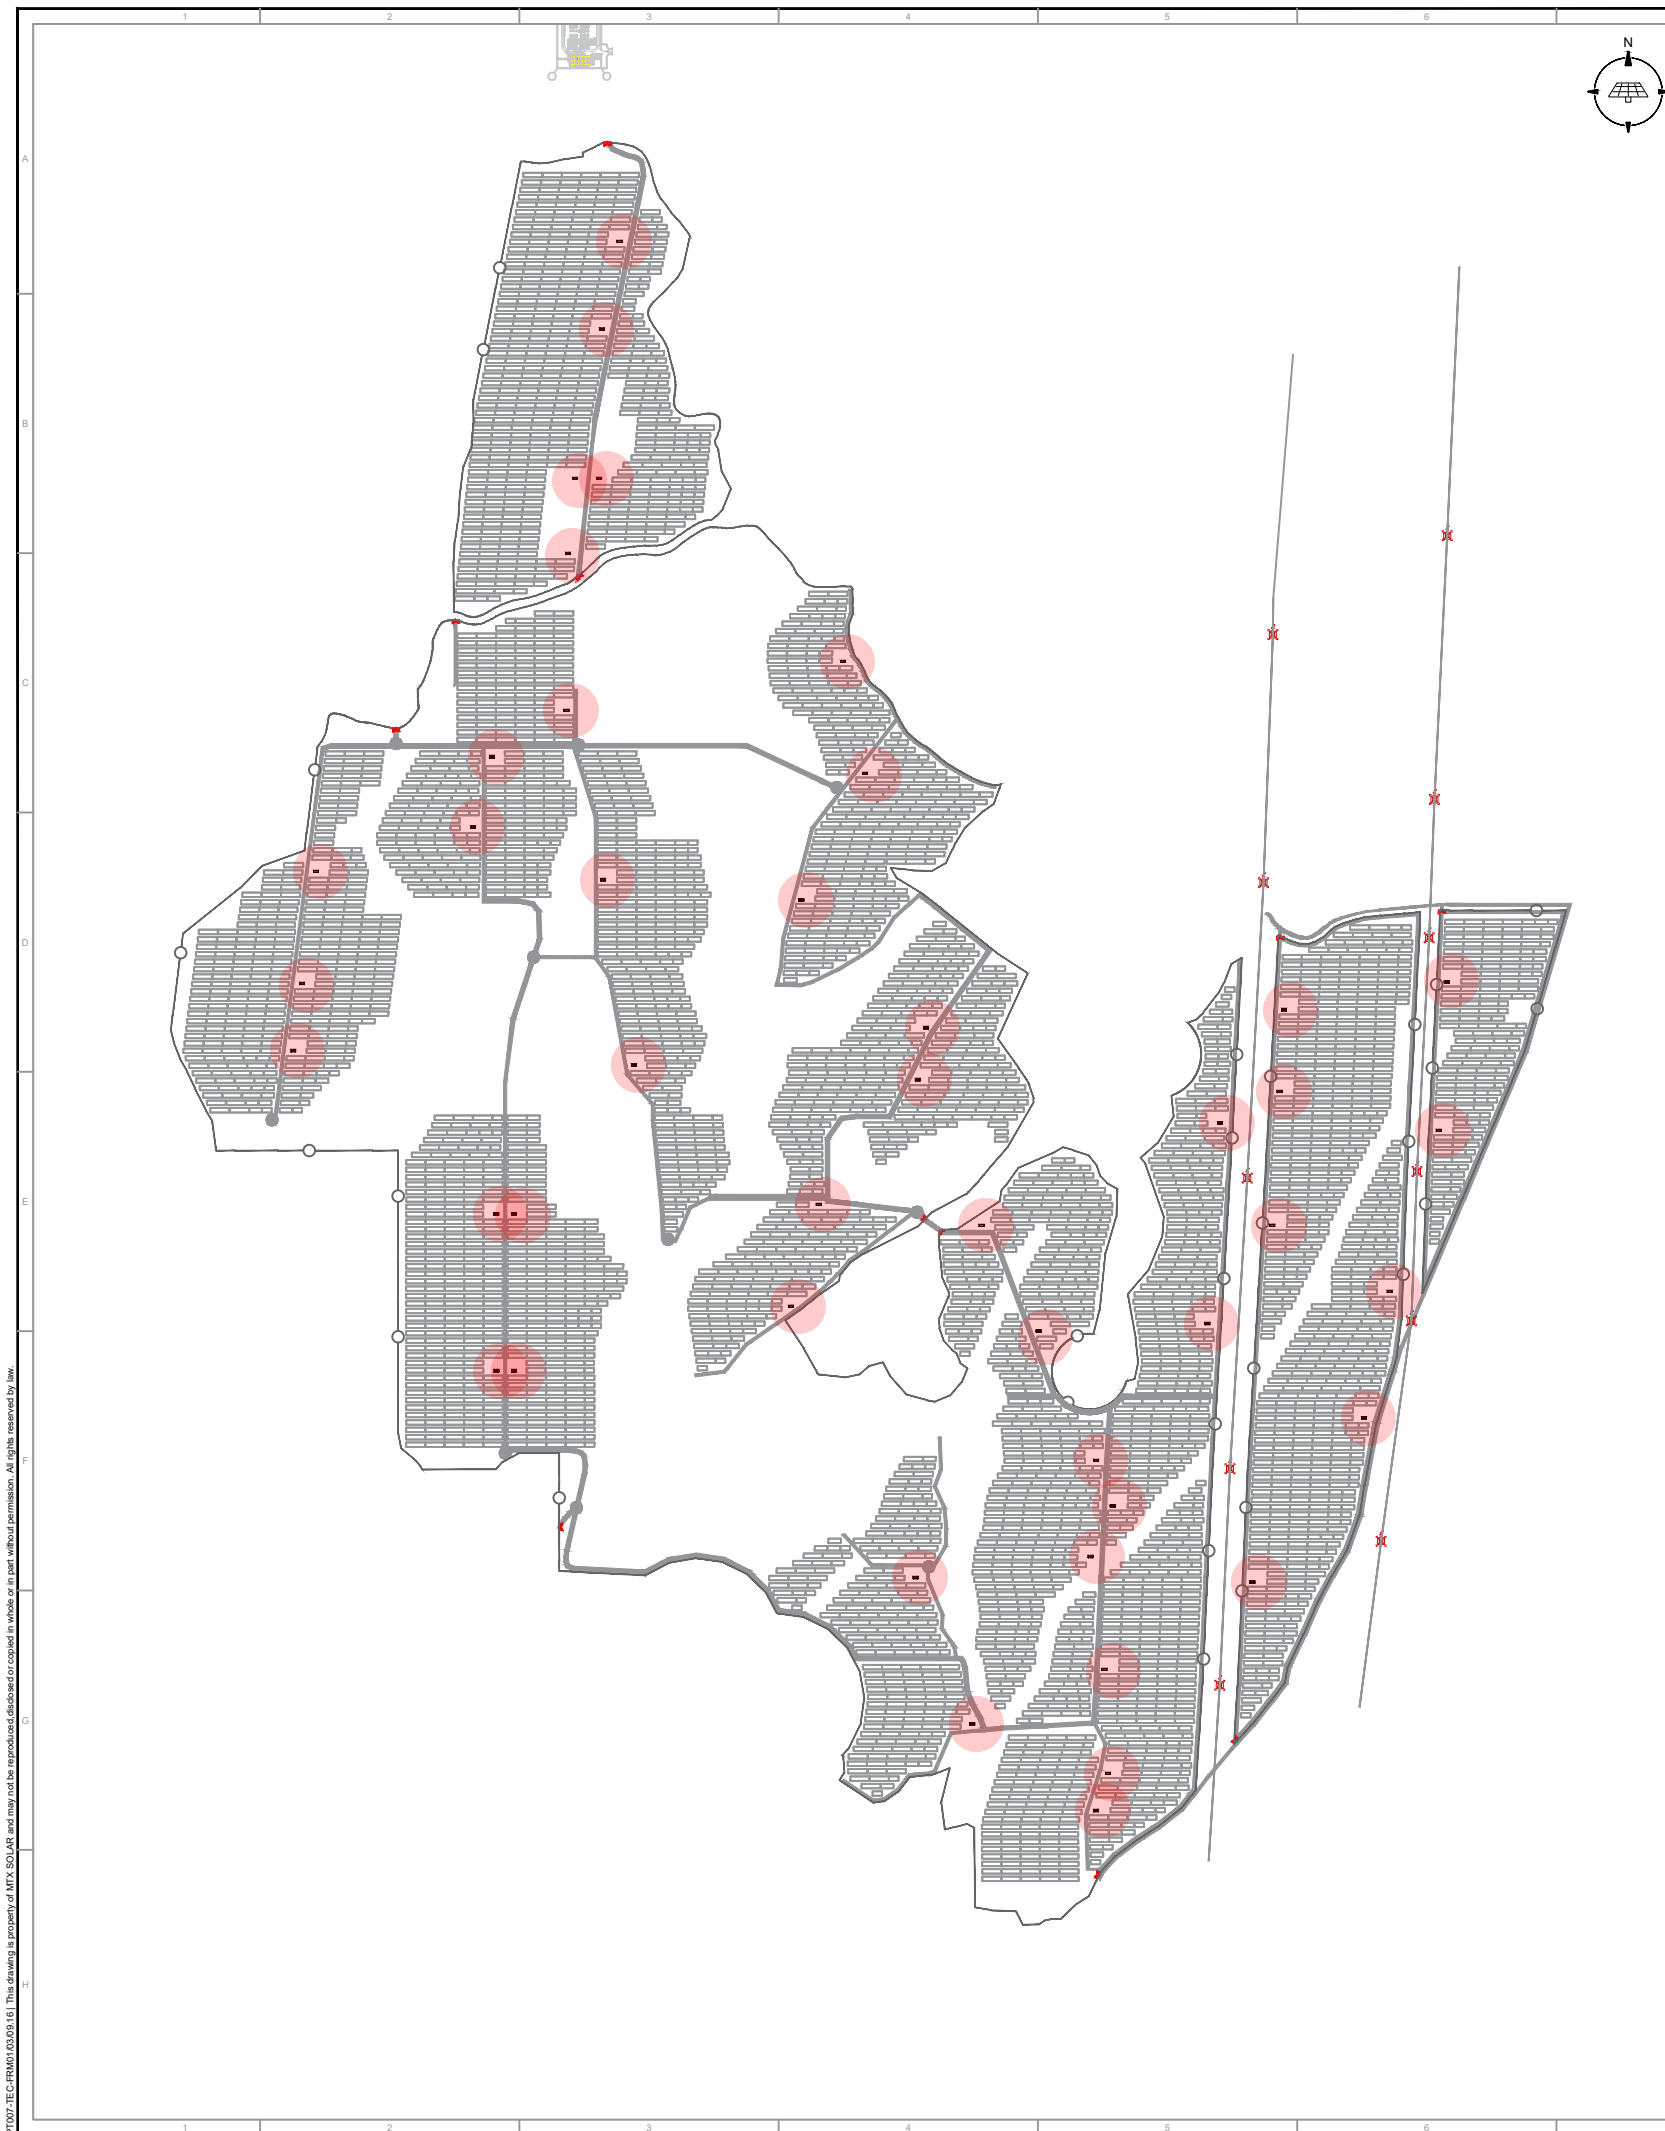 1 2 3 4 5 6
N
A
B
C
D
E
F
G
H
PT007-TEC-FRM01/03/09.16 | This drawing is property of MTX SOLAR and may not be reproduced, disclosed or copied in whole or in part without permission. All rights reserved by law.
1 2 3 4 5 6